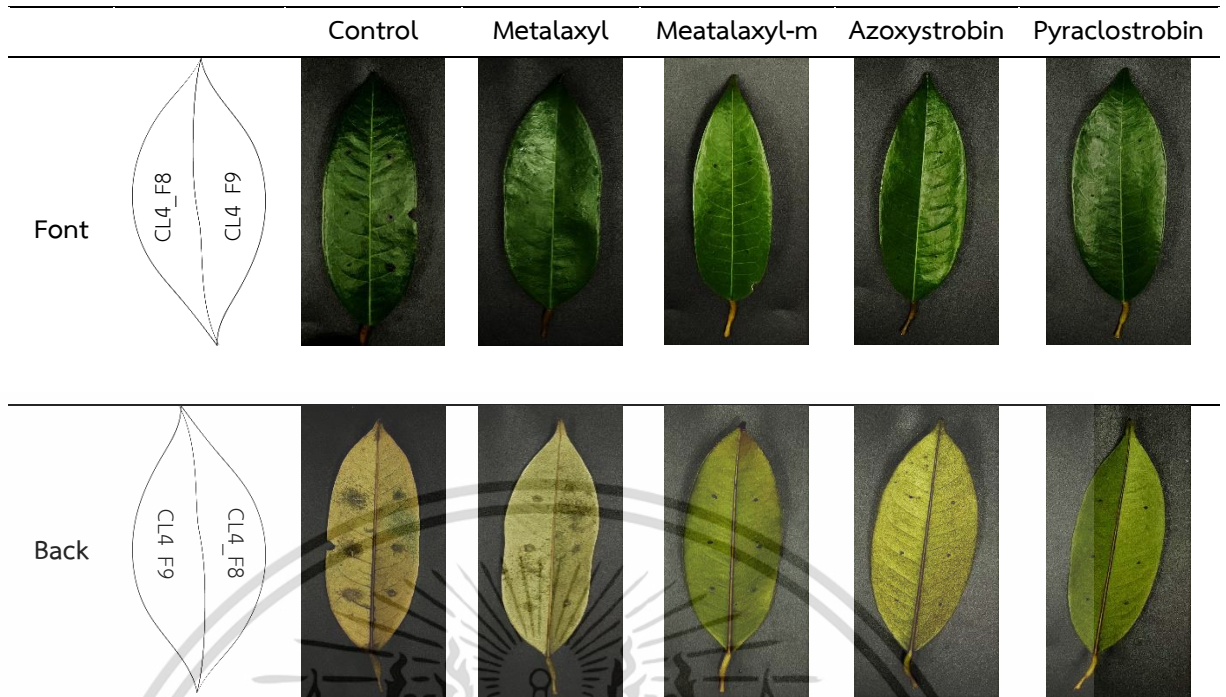 Control Metalaxyl Meatalaxyl-m Azoxystrobin Pyraclostrobin
Font
CL4_F8
CL4_F9
Back
CL4_F9
CL4_F8